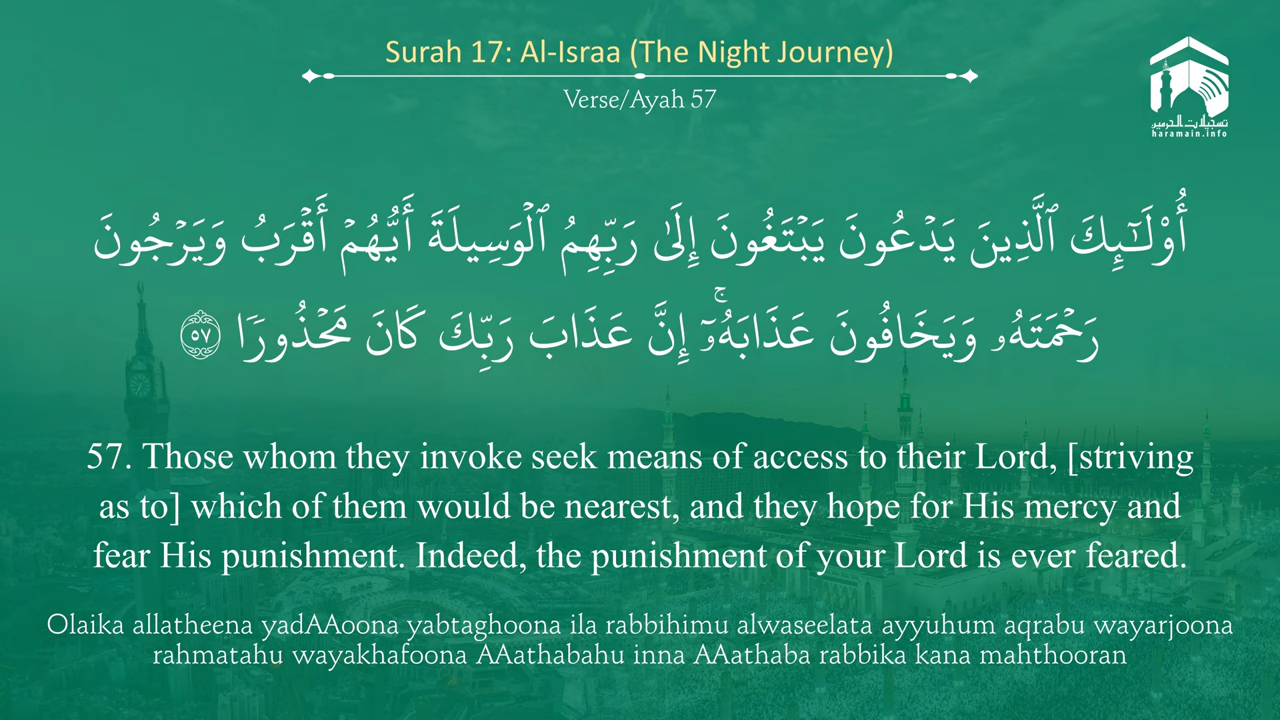 Surah 17: Al-Israa (The Night Journey)
Verse/Ayah 57
تسجيلات الحرمين
haramain.info
أُوْلَـٰٓئِكَ ٱلَّذِينَ يَدۡعُونَ يَبۡتَغُونَ إِلَىٰ رَبِّهِمُ ٱلۡوَسِيلَةَ أَيُّهُمۡ أَقۡرَبُ وَيَرۡجُونَ
رَحۡمَتَهُۥ وَيَخَافُونَ عَذَابَهُۥٓۚ إِنَّ عَذَابَ رَبِّكَ كَانَ مَحۡذُورٗا ٥٧
57. Those whom they invoke seek means of access to their Lord, [striving
as to] which of them would be nearest, and they hope for His mercy and
fear His punishment. Indeed, the punishment of your Lord is ever feared.
Olaika allatheena yadAAoona yabtaghoona ila rabbihimu alwaseelata ayyuhum aqrabu wayarjoona
rahmatahu wayakhafoona AAathabahu inna AAathaba rabbika kana mahthooran